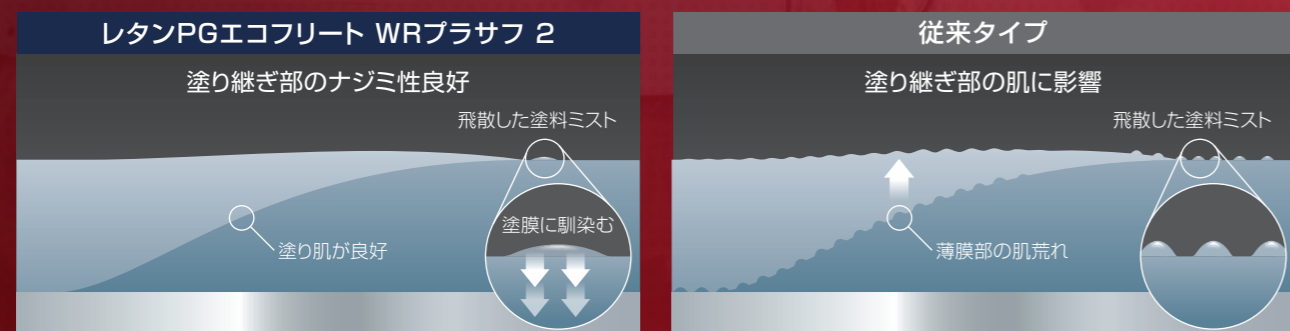 レタンPGエコフリート WRプラサフ 2
塗り継ぎ部のナジミ性良好
飛散した塗料ミスト
塗膜に馴染む
塗り肌が良好
従来タイプ
塗り継ぎ部の肌に影響
飛散した塗料ミスト
薄膜部の肌荒れ